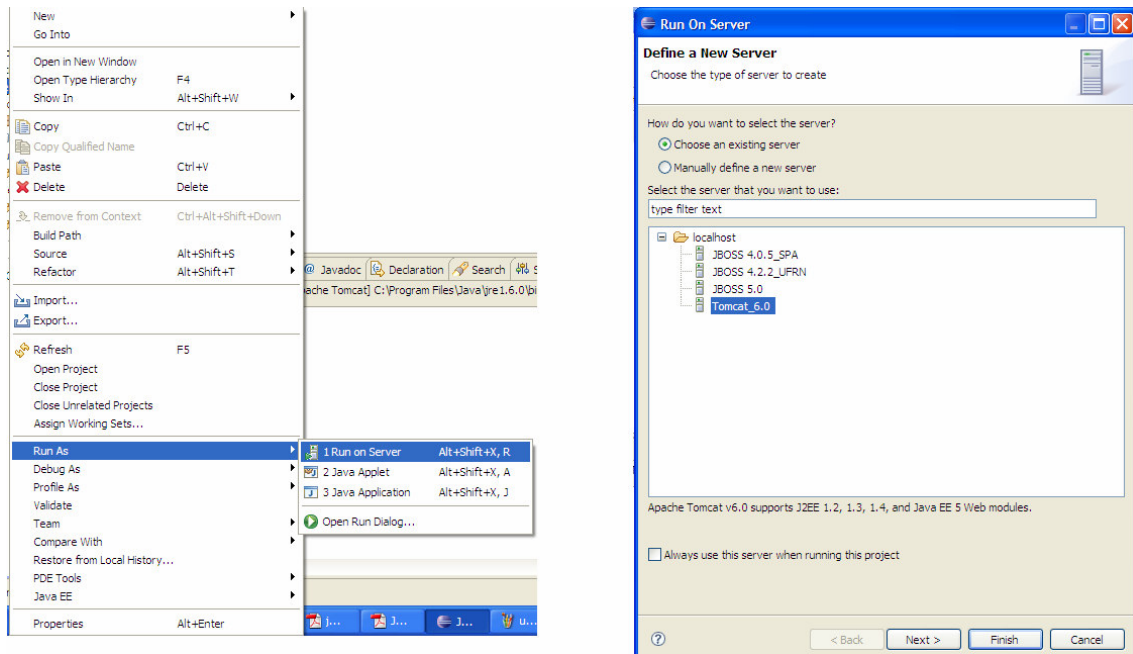 New
Go Into
Open in New Window
Open Type Hierarchy F4
Show In Alt+Shift+W
Copy Ctrl+C
Copy Qualified Name
Paste Ctrl+V
Delete Delete
Remove from Context Ctrl+Alt+Shift+Down
Build Path
Source Alt+Shift+S
Refactor Alt+Shift+T
Import...
Export...
Refresh F5
Open Project
Close Project
Close Unrelated Projects
Assign Working Sets...
Run As
Debug As
Profile As
Validate
Team
Compare With
Restore from Local History...
PDE Tools
Java EE
Properties Alt+Enter
@ Javadoc Declaration Search S
ache Tomcat] C:\Program Files\Java\jre1.6.0\bi
1 Run on Server Alt+Shift+X, R
2 Java Applet Alt+Shift+X, A
3 Java Application Alt+Shift+X, J
Open Run Dialog...
j... J... J... u...
Run On Server
Define a New Server
Choose the type of server to create
How do you want to select the server?
Choose an existing server
Manually define a new server
Select the server that you want to use:
type filter text
localhost
JBOSS 4.0.5_SPA
JBOSS 4.2.2_UFRN
JBOSS 5.0
Tomcat_6.0
Apache Tomcat v6.0 supports J2EE 1.2, 1.3, 1.4, and Java EE 5 Web modules.
Always use this server when running this project
? < Back Next > Finish Cancel